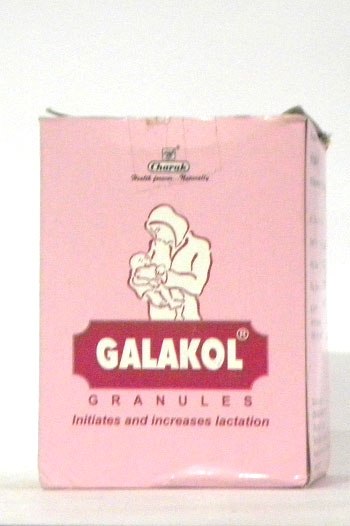 Charak
Health forever...Naturally
GALAKOL®
GRANULES
Initiates and increases lactation